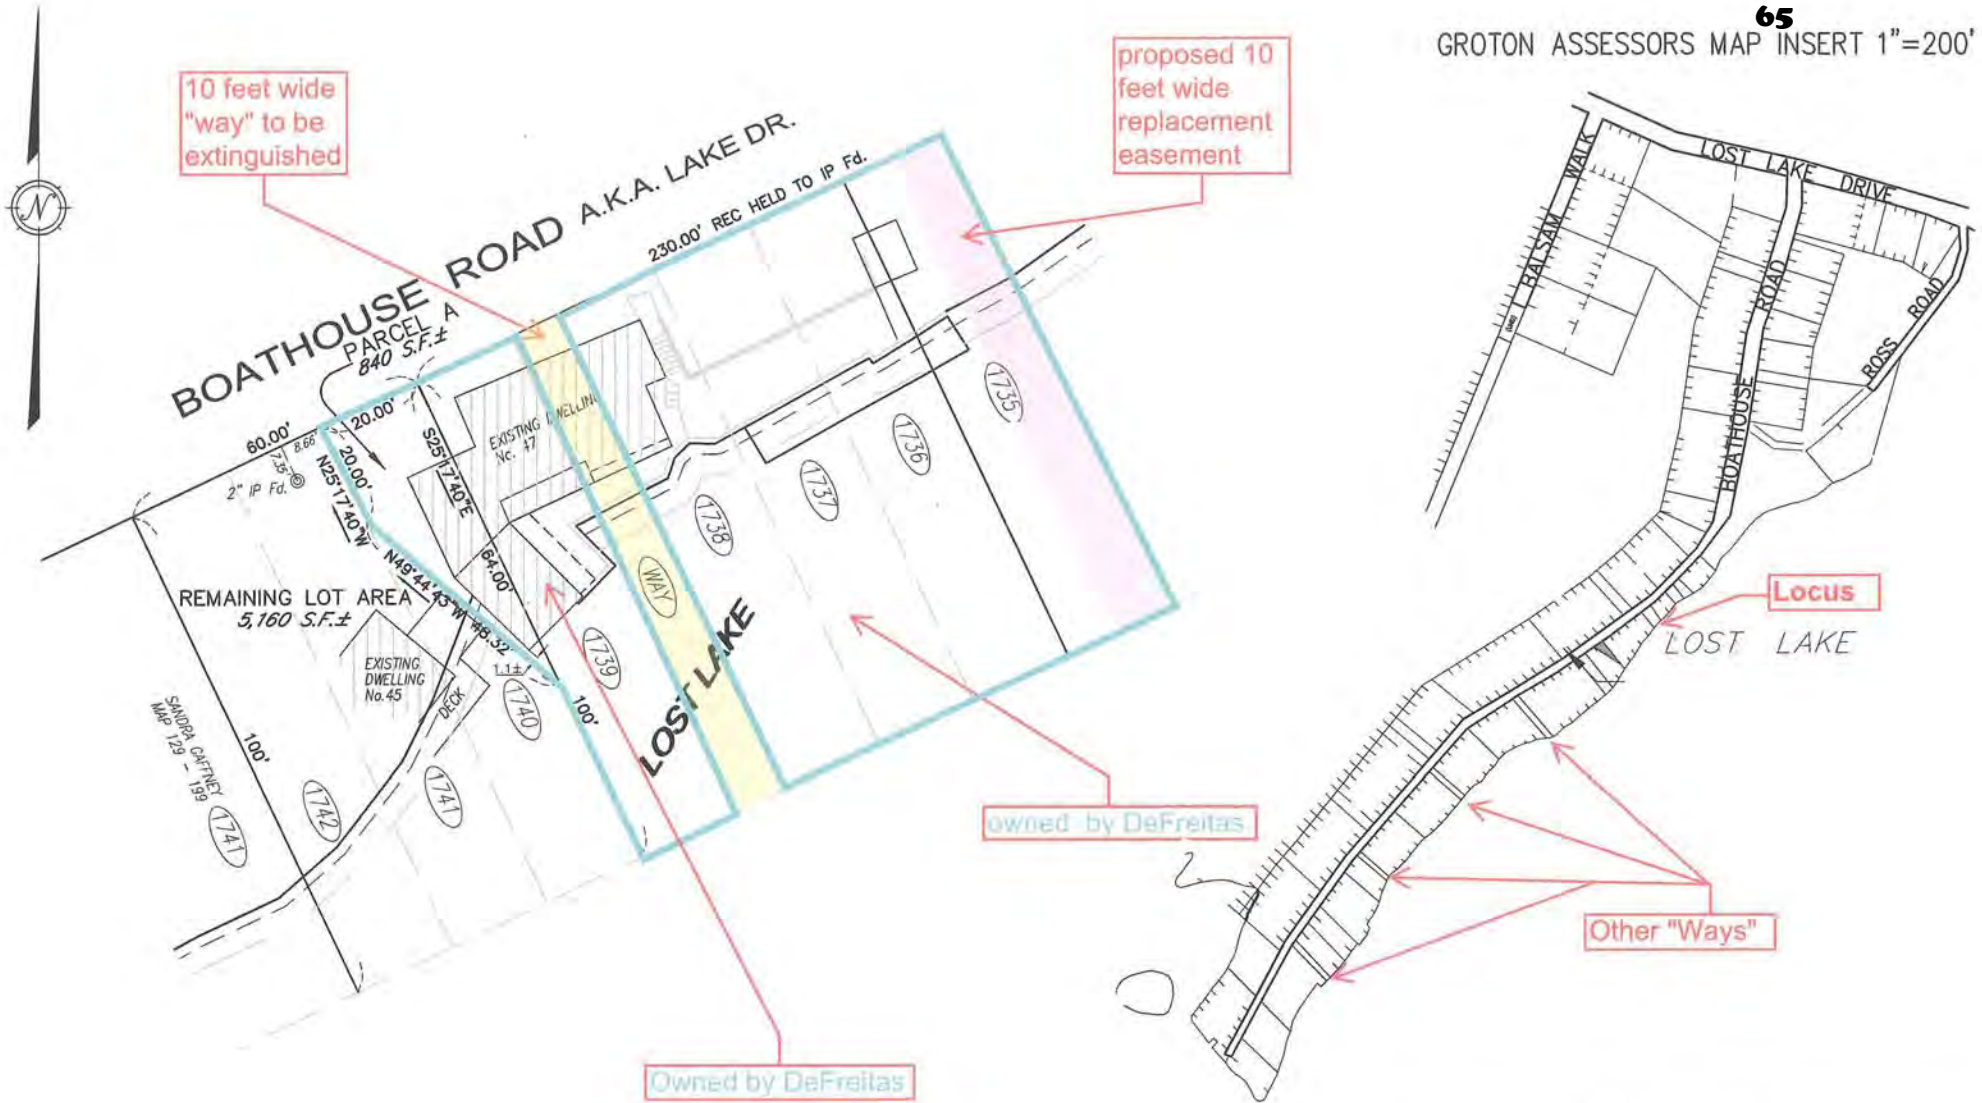 65
GROTON ASSESSORS MAP INSERT 1"=200'
10 feet wide
"way" to be
extinguished
proposed 10
feet wide
replacement
easement
N
BOATHOUSE ROAD A.K.A. LAKE DR.
230.00' REC HELD TO IP Fd.
PARCEL A
840 S.F.±
60.00'
8.66'
20.00'
7.35'
2" IP Fd.
20.00'
N25°17'40"W
S25°17'40"E
64.00'
EXISTING DWELLING
No. 47
N49°44'43"W 48.32'
REMAINING LOT AREA
5,160 S.F.±
EXISTING
DWELLING
No.45
DECK
1.1±
SANDRA GAFFNEY
MAP 129 - 199
100'
100'
1741
1742
1741
1740
1739
WAY
1738
1737
1736
1735
LOST LAKE
owned by DeFreitas
Owned by DeFreitas
BALSAM WALK
LOST LAKE DRIVE
BOATHOUSE ROAD
ROSS ROAD
Locus
LOST LAKE
Other "Ways"